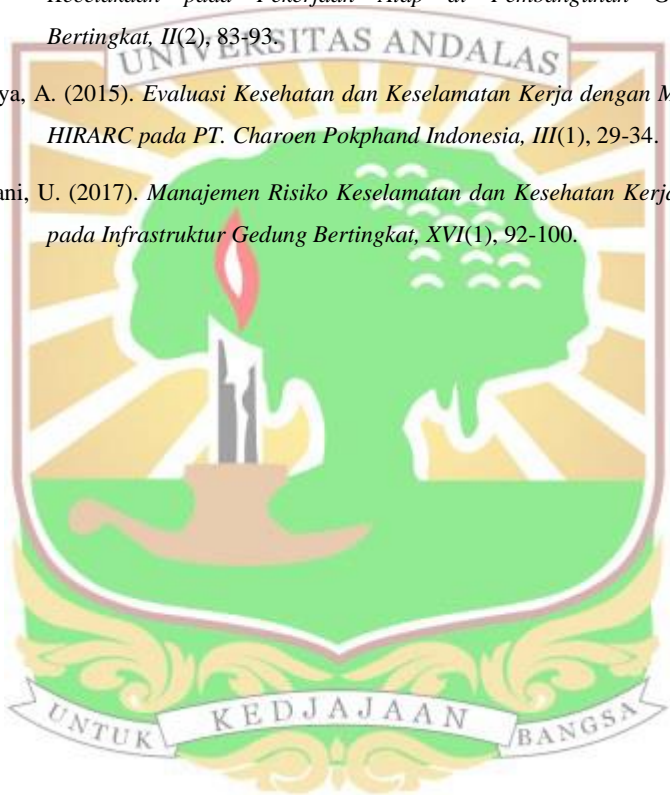 Kecelakaan pada Pekerjaan Atap di Pembangunan
Bertingkat, II(2), 83-93.
UNIVERSITAS ANDALAS
ya, A. (2015). Evaluasi Kesehatan dan Keselamatan Kerja dengan
HIRARC pada PT. Charoen Pokphand Indonesia, III(1), 29-34.
ani, U. (2017). Manajemen Risiko Keselamatan dan Kesehatan Kerja
pada Infrastruktur Gedung Bertingkat, XVI(1), 92-100.
UNTUK KEDJAJAAN BANGSA